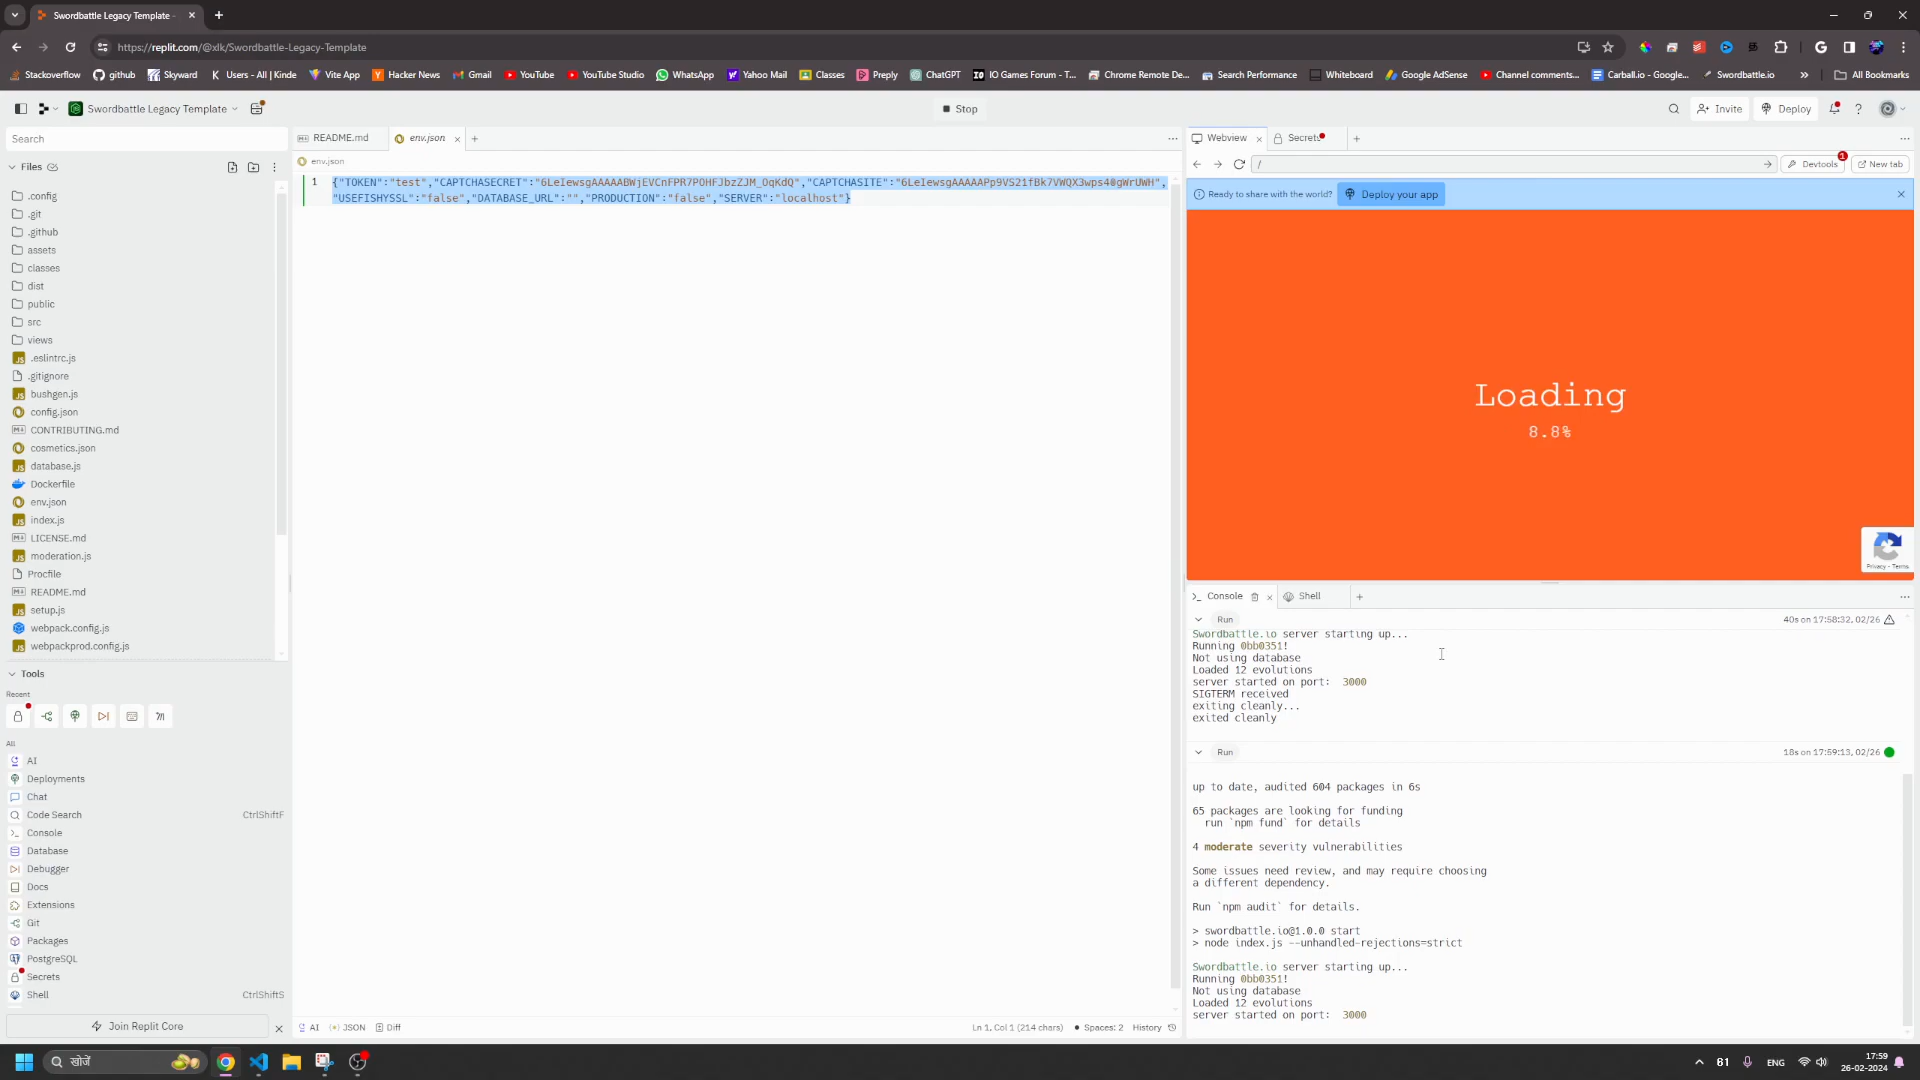 Swordbattle Legacy Template -
https://replit.com/@xlk/Swordbattle-Legacy-Template
Stackoverflow github Skyward Users - All | Kinde Vite App Hacker News Gmail YouTube YouTube Studio WhatsApp Yahoo Mail Classes Preply ChatGPT IO Games Forum - T... Chrome Remote De... Search Performance Whiteboard Google AdSense Channel comments... Carball.io - Google... Swordbattle.io » All Bookmarks
Swordbattle Legacy Template Stop Invite Deploy
Search
Files
.config
.git
.github
assets
classes
dist
public
src
views
.eslintrc.js
.gitignore
bushgen.js
config.json
CONTRIBUTING.md
cosmetics.json
database.js
Dockerfile
env.json
index.js
LICENSE.md
moderation.js
Procfile
README.md
setup.js
webpack.config.js
webpackprod.config.js
Tools
Recent
All
AI
Deployments
Chat
Code Search CtrlShiftF
Console
Database
Debugger
Docs
Extensions
Git
Packages
PostgreSQL
Secrets
Shell CtrlShiftS
Join Replit Core
README.md env.json
env.json
1 {"TOKEN":"test","CAPTCHASECRET":"6LeIewsgAAAAABWjEVCnFPR7POHFJbzZJM_OqKdQ","CAPTCHASITE":
"USEFISHYSSL":"false","DATABASE_URL":"","PRODUCTION":"false","SERVER":"localhost"}
AI JSON Diff Ln 1, Col 1 (214 chars) Spaces: 2 History
Webview Secrets
/ Devtools 1 New tab
Ready to share with the world? Deploy your app
Loading
8.8%
Privacy - Terms
Console Shell
Run 40s on 17:58:32, 02/26
Swordbattle.io server starting up...
Running 0bb0351!
Not using database
Loaded 12 evolutions
server started on port: 3000
SIGTERM received
exiting cleanly...
exited cleanly
Run 18s on 17:59:13, 02/26
up to date, audited 604 packages in 6s
65 packages are looking for funding
run `npm fund` for details
4 moderate severity vulnerabilities
Some issues need review, and may require choosing
a different dependency.
Run `npm audit` for details.
> swordbattle.io@1.0.0 start
> node index.js --unhandled-rejections=strict
Swordbattle.io server starting up...
Running 0bb0351!
Not using database
Loaded 12 evolutions
server started on port: 3000
खोजें
61 ENG 17:59
26-02-2024